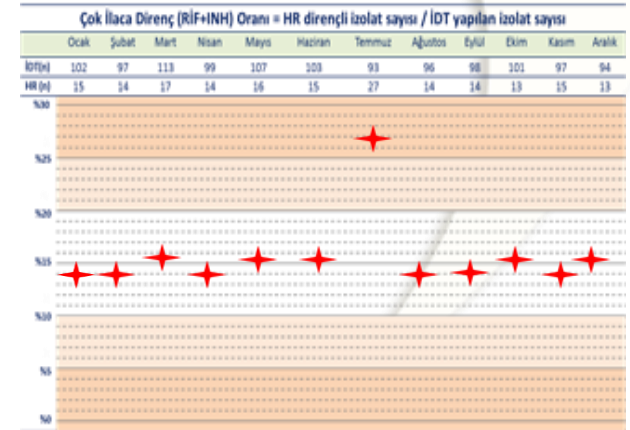 Çok İlaca Direnç (RİF+INH) Oranı = HR dirençli izolat sayısı / İDT yapılan izolat sayısı
Ocak Şubat Mart Nisan Mayıs Haziran Temmuz Ağustos Eylül Ekim Kasım Aralık
İDT(n) 102 97 113 99 107 103 93 96 98 101 97 94
HR (n) 15 14 17 14 16 15 27 14 14 13 15 13
%30
%25
%20
%15
%10
%5
%0